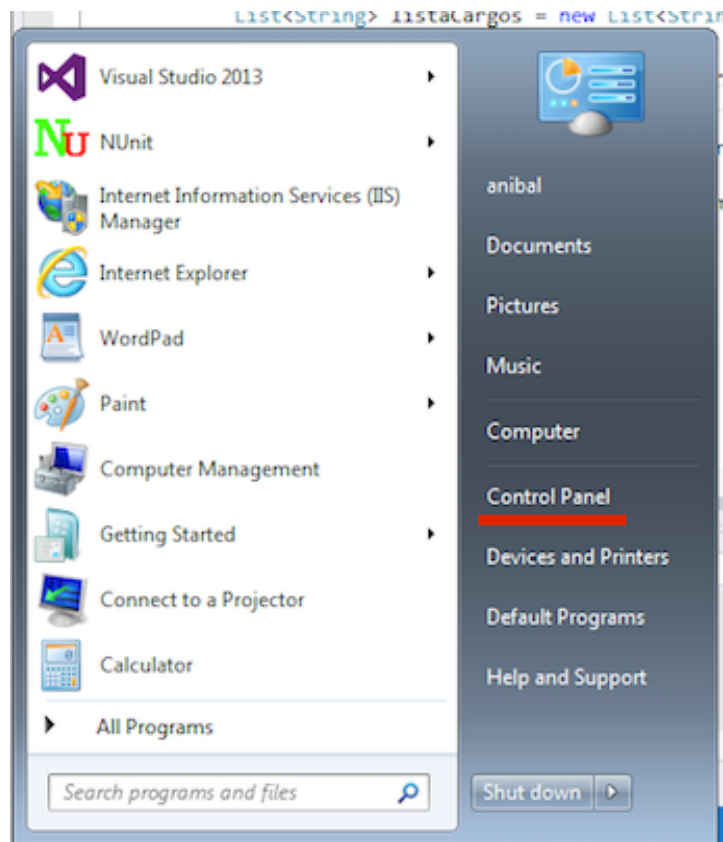 List<String> listaCargos = new List<Strin
Visual Studio 2013
NUnit
Internet Information Services (IIS)
Manager
Internet Explorer
WordPad
Paint
Computer Management
Getting Started
Connect to a Projector
Calculator
All Programs
Search programs and files
anibal
Documents
Pictures
Music
Computer
Control Panel
Devices and Printers
Default Programs
Help and Support
Shut down